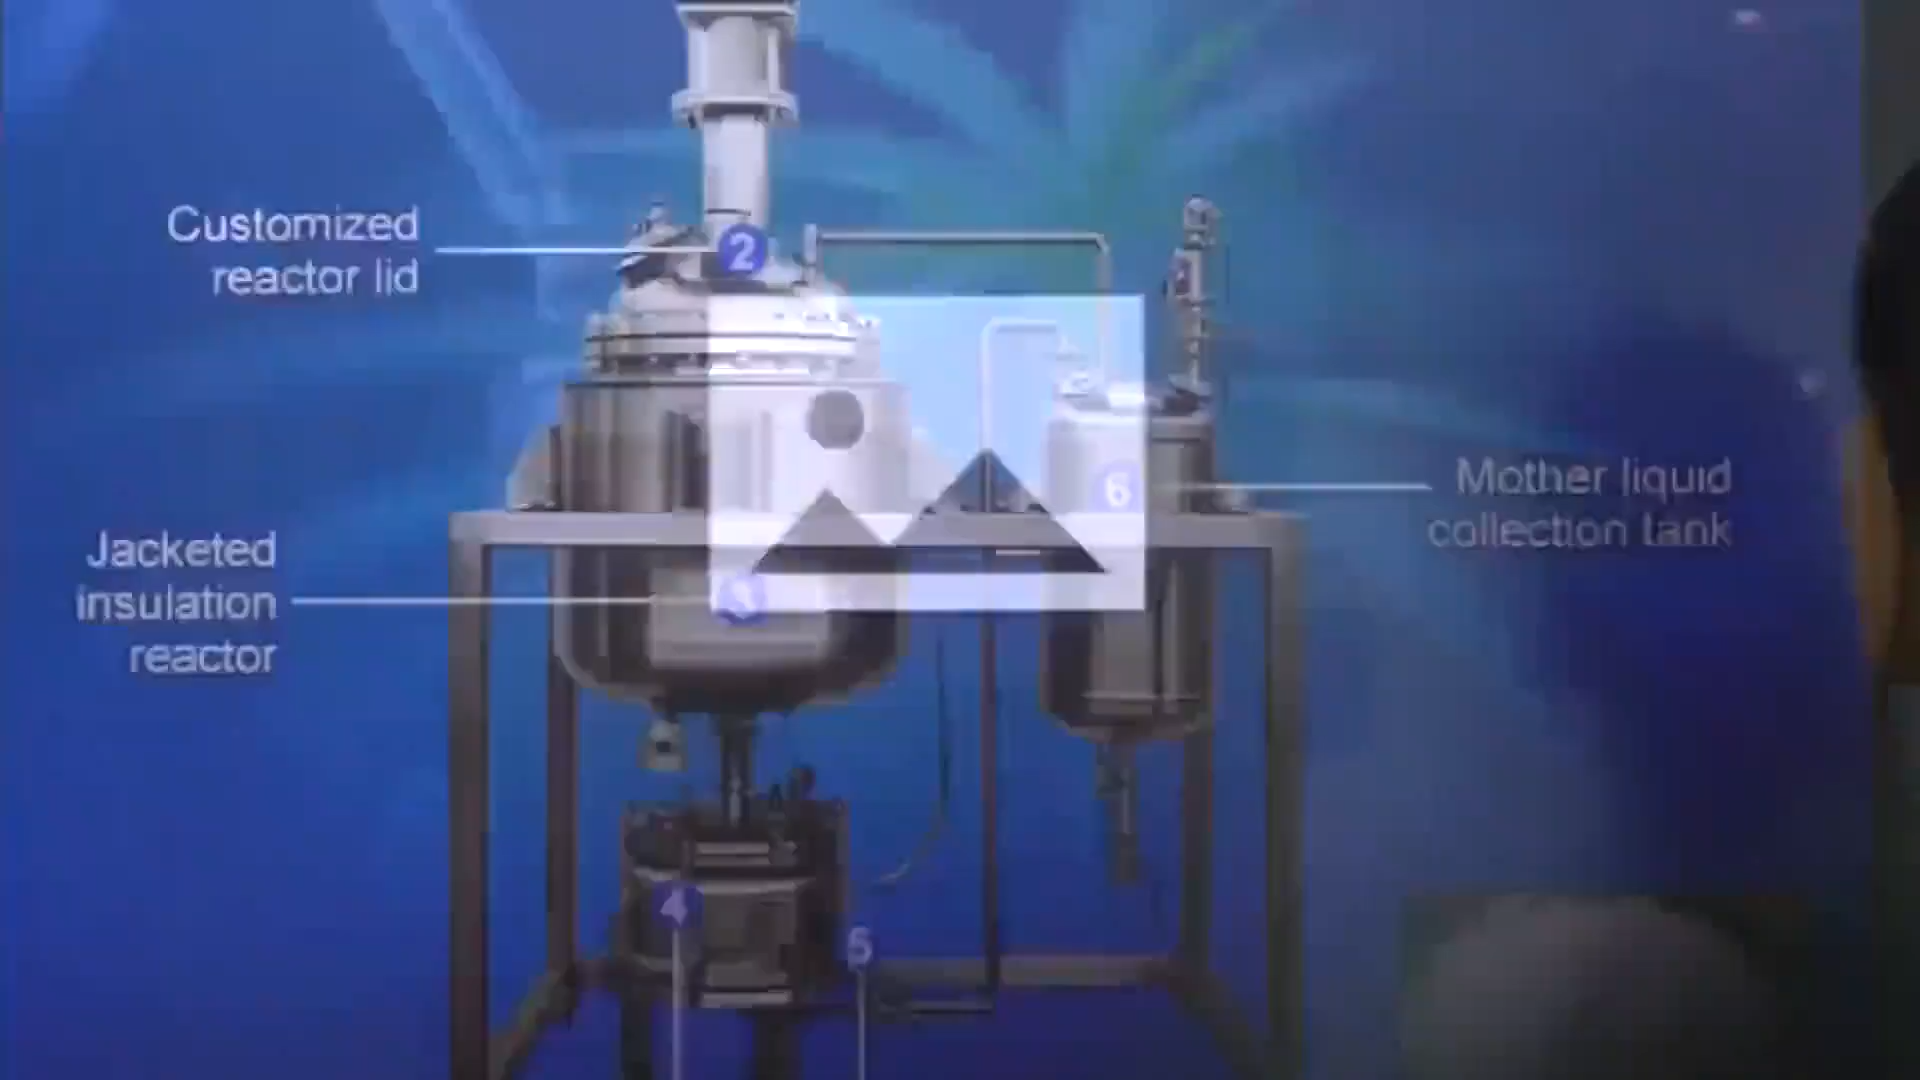 Customized
reactor lid
2
Jacketed
insulation
reactor
6
Mother liquid
collection tank
4
5